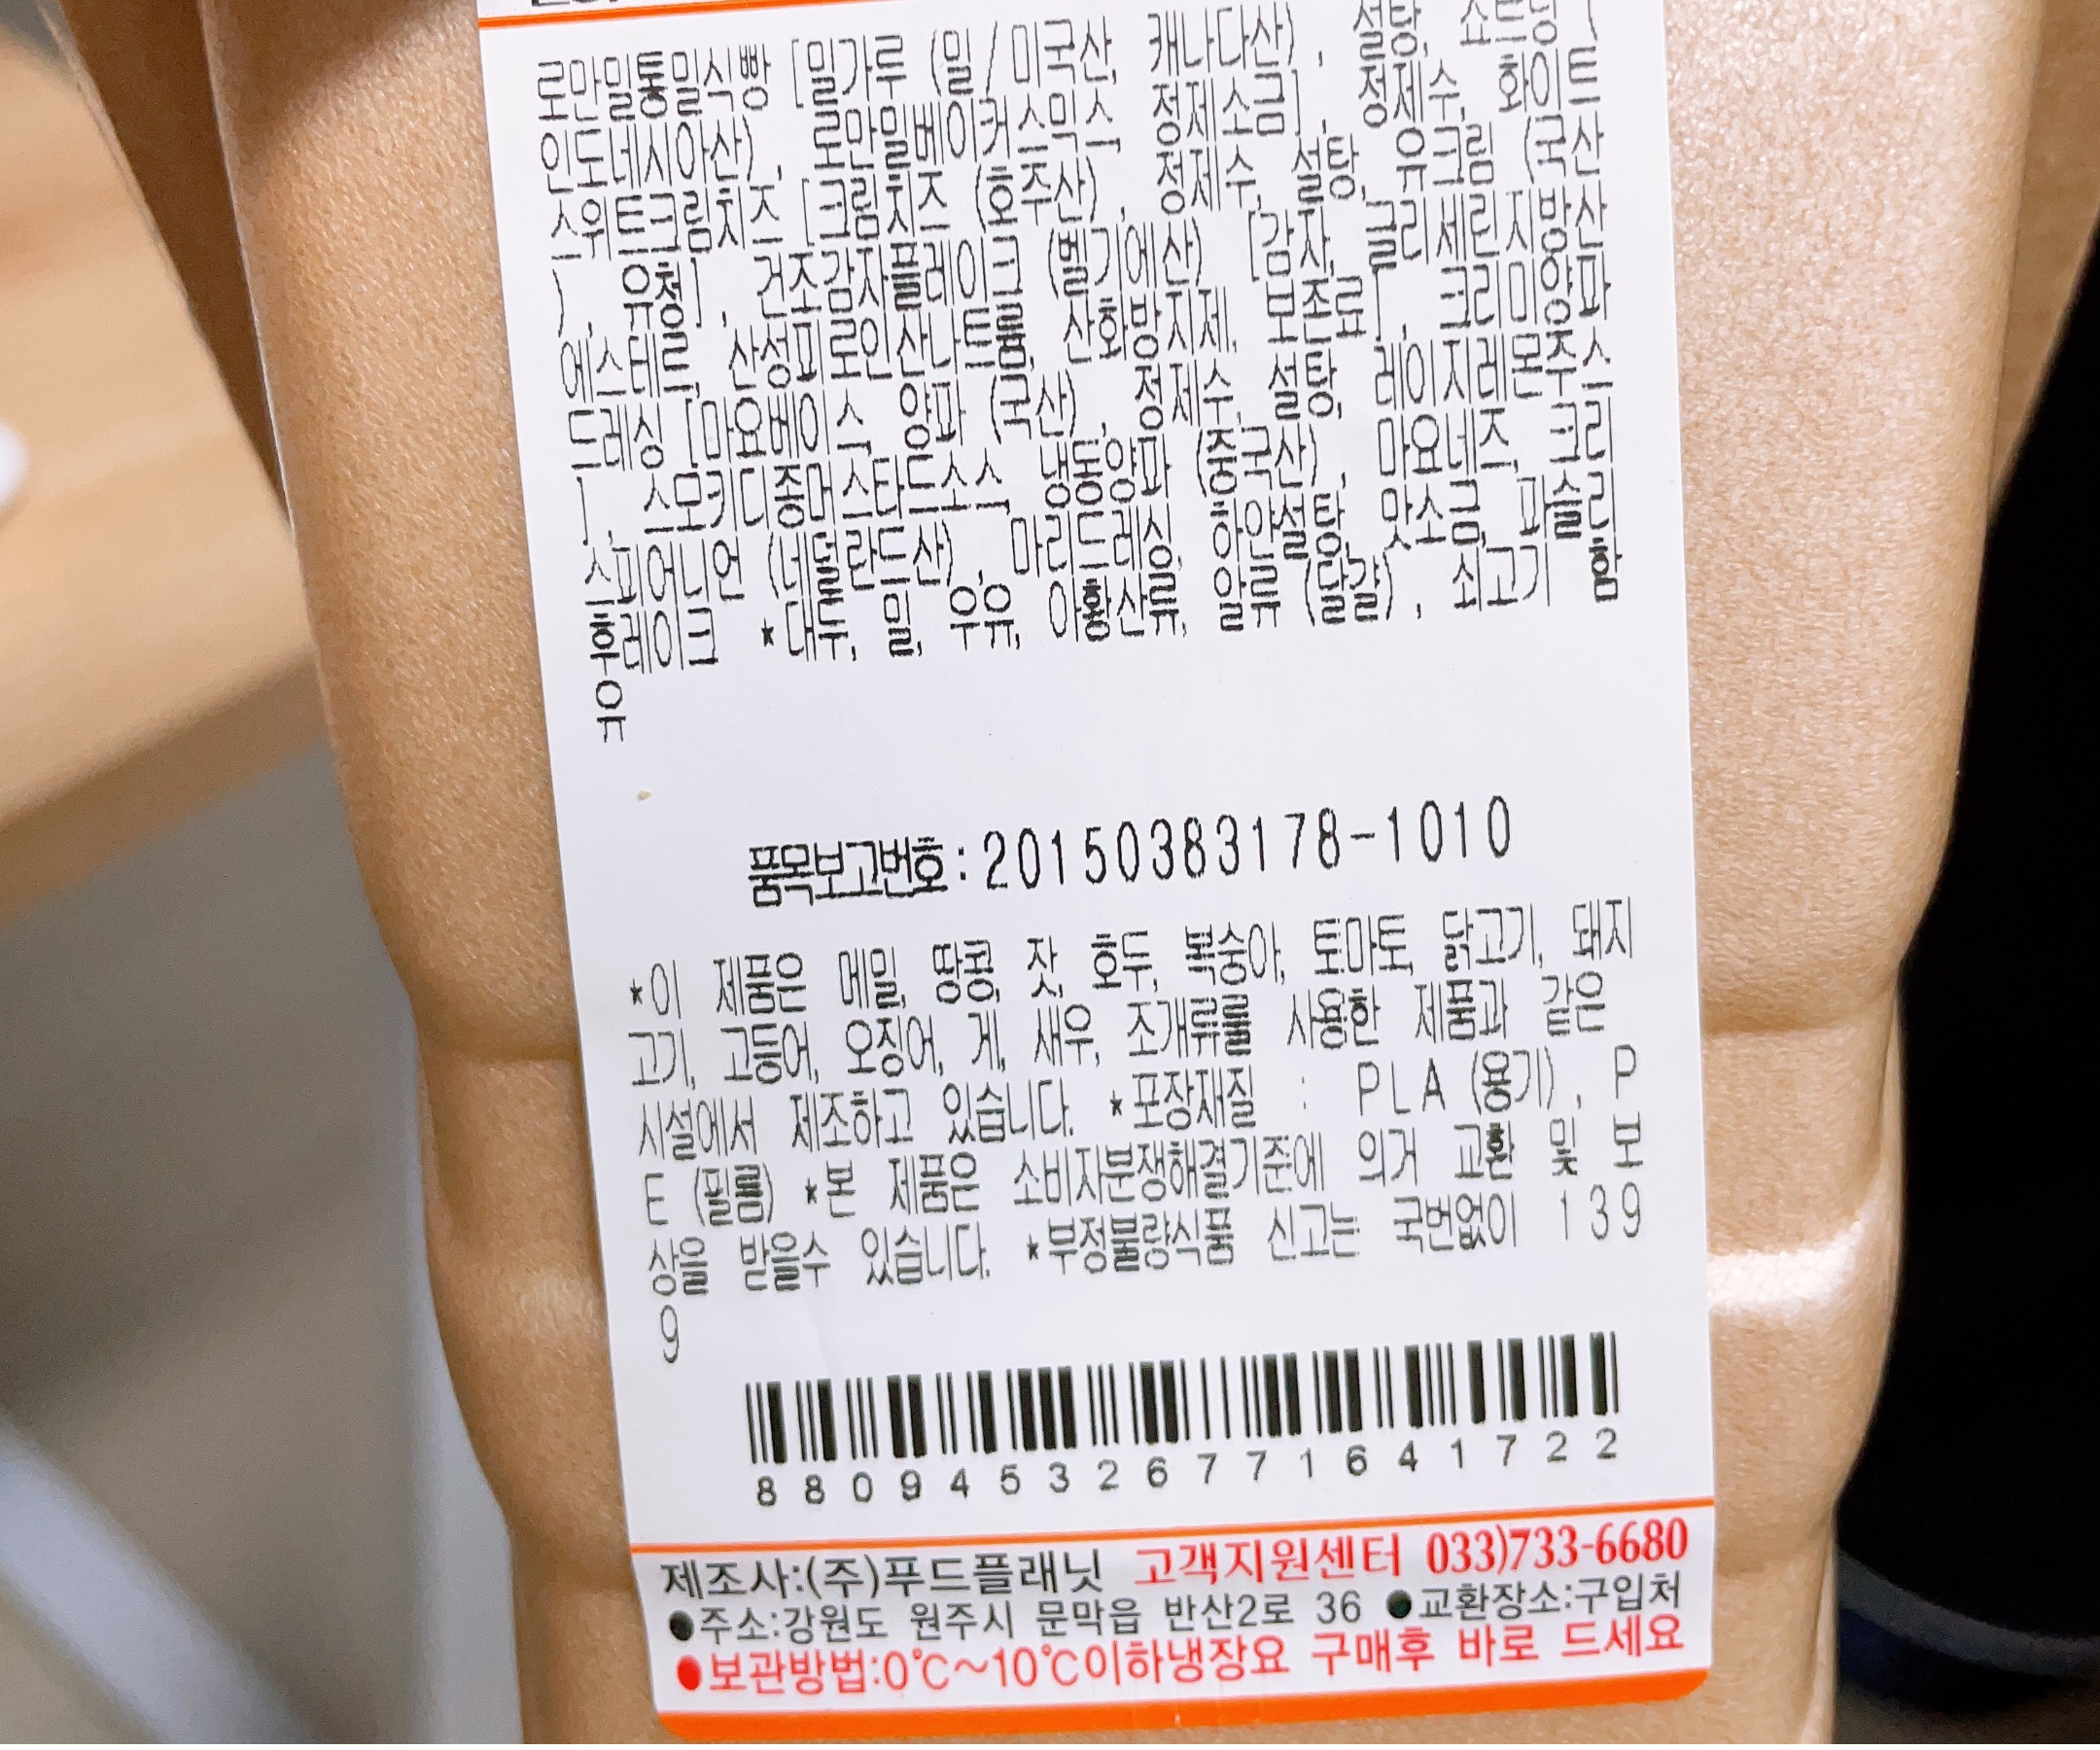 로만밀통밀식빵 [밀가루 (밀/미국산, 캐나다산), 설탕, 쇼트닝 (
인도네시아산), 로만밀베이커스믹스, 정제소금], 정제수, 화이트
스위트크림치즈 [크림치즈 (호주산), 정제수, 설탕, 유크림 (국산
), 유청], 건조감자플레이크 (벨기에산) [감자, 글리세린지방산
에스테르, 산성피로인산나트륨, 산화방지제, 보존료], 크리미양파
드레싱 [마요베이스, 양파 (국산), 정제수, 설탕, 레이지레몬주스
], 스모키디종머스타드소스, 냉동양파 (중국산), 마요네즈, 크리
스피어니언 (네덜란드산), 마리드레싱, 하얀설탕, 맛소금, 파슬리
후레이크 *대두, 밀, 우유, 아황산류, 알류 (달걀), 쇠고기 함
유
품목보고번호:20150383178-1010
*이 제품은 메밀, 땅콩, 잣, 호두, 복숭아, 토마토, 닭고기, 돼지
고기, 고등어, 오징어, 게, 새우, 조개류를 사용한 제품과 같은
시설에서 제조하고 있습니다. *포장재질 : PLA (용기), P
E (필름) *본 제품은 소비자분쟁해결기준에 의거 교환 및 보
상을 받을수 있습니다. *부정불량식품 신고는 국번없이 139
9
880945326771641722
제조사:(주)푸드플래닛 고객지원센터 033)733-6680
●주소:강원도 원주시 문막읍 반산2로 36 ●교환장소:구입처
●보관방법:0℃~10℃이하냉장요 구매후 바로 드세요